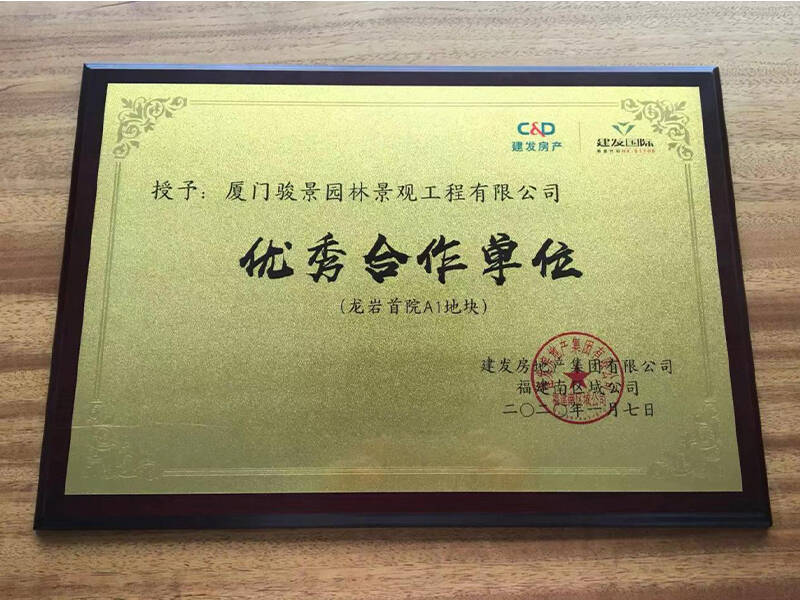 C&D
建发房产
建发国际
授予：厦门骏景园林景观工程有限公司
优秀合作单位
（龙岩首院A1地块）
建发房地产集团有限公司
福建南区域公司
二〇二〇年一月七日